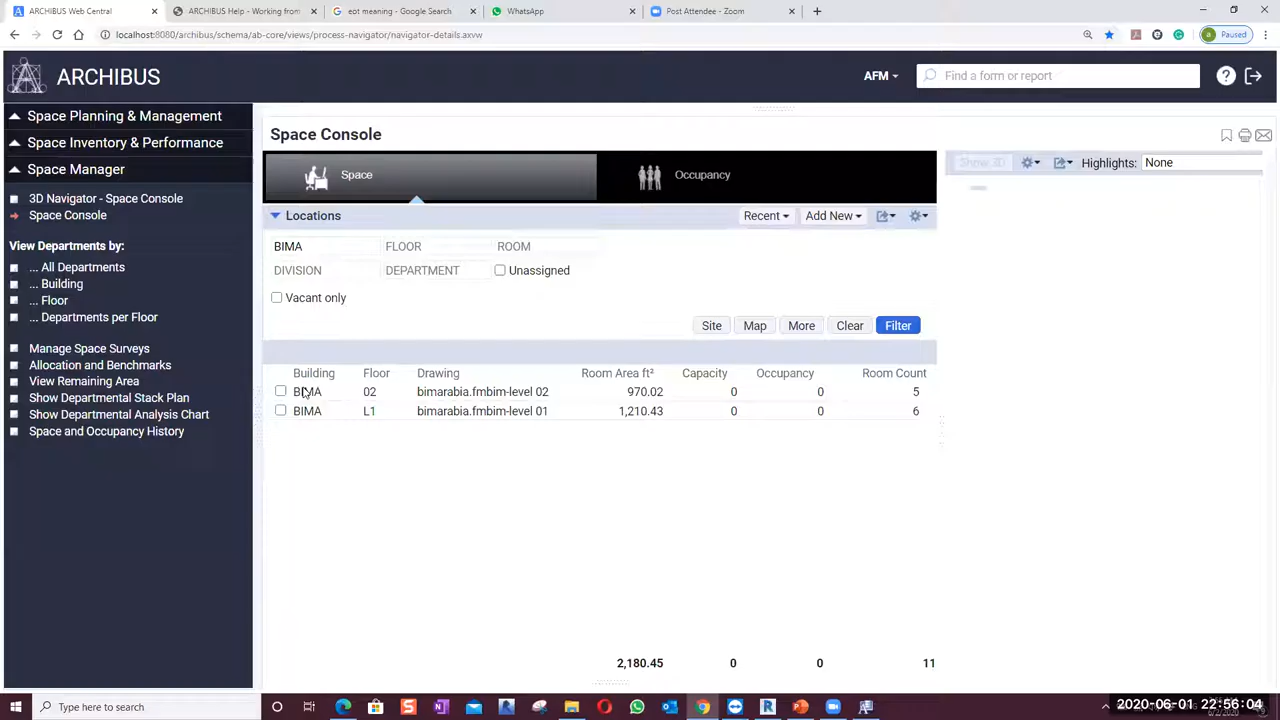 ARCHIBUS Web Central
ARCHIBUS Help - Working from
eot meaning - Google Search
WhatsApp
Post Attendee - Zoom
localhost:8080/archibus/schema/ab-core/views/process-navigator/navigator-details.axvw
a Paused
ARCHIBUS
AFM
Find a form or report
Space Planning & Management
Space Inventory & Performance
Space Manager
3D Navigator - Space Console
Space Console
View Departments by:
... All Departments
... Building
... Floor
... Departments per Floor
Manage Space Surveys
Allocation and Benchmarks
View Remaining Area
Show Departmental Stack Plan
Show Departmental Analysis Chart
Space and Occupancy History
Space Console
Space
Occupancy
Show 3D
Highlights: None
Locations
Recent
Add New
BIMA
FLOOR
ROOM
DIVISION
DEPARTMENT
Unassigned
Vacant only
Site
Map
More
Clear
Filter
Building Floor Drawing Room Area ft² Capacity Occupancy Room Count
BIMA 02 bimarabia.fmbim-level 02 970.02 0 0 5
BIMA L1 bimarabia.fmbim-level 01 1,210.43 0 0 6
2,180.45 0 0 11
Type here to search
2020-06-01 22:56:04